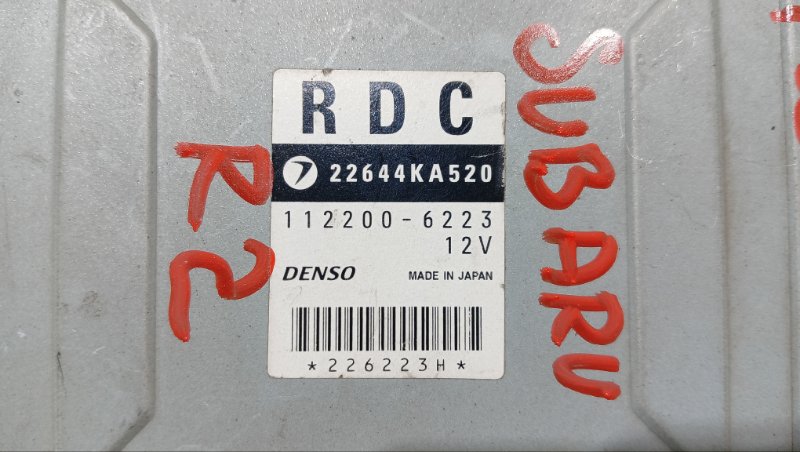 RDC
22644KA520
112200-6223
12V
DENSO MADE IN JAPAN
*226223H*
R2
SUBARU